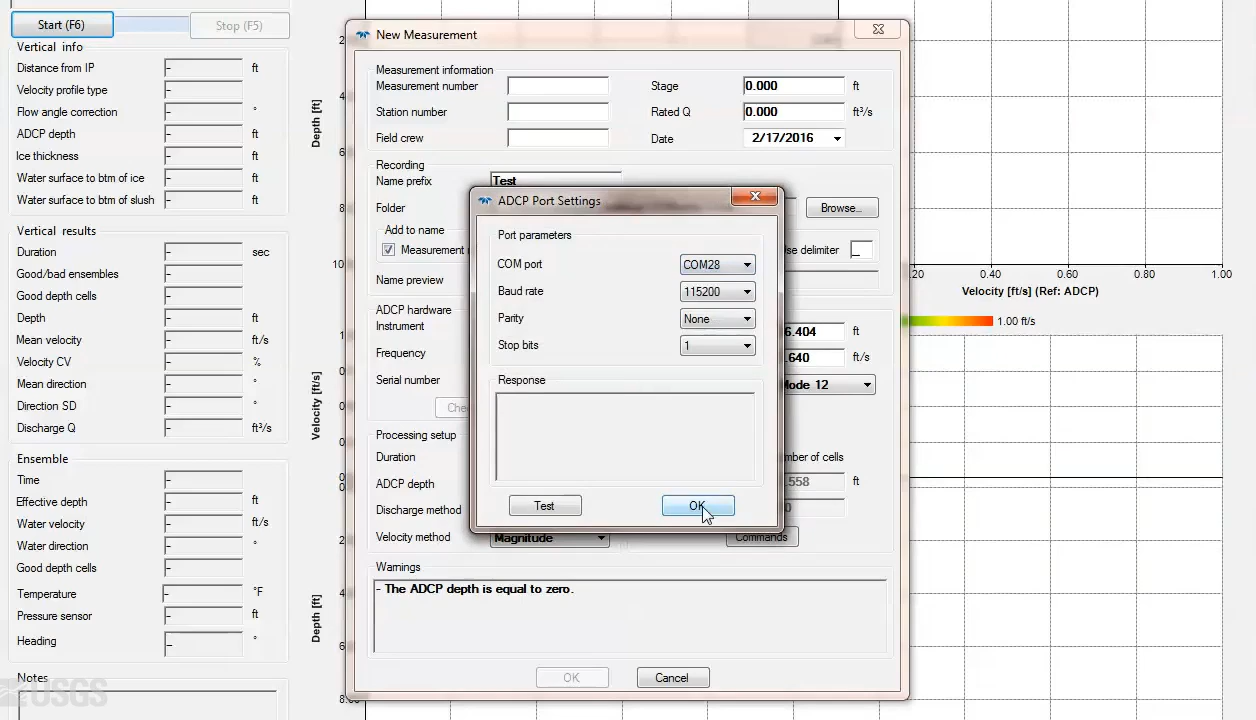 Start (F6)
Stop (F5)
Vertical info
Distance from IP - ft
Velocity profile type -
Flow angle correction - °
ADCP depth - ft
Ice thickness - ft
Water surface to btm of ice - ft
Water surface to btm of slush - ft
Vertical results
Duration - sec
Good/bad ensembles -
Good depth cells -
Depth - ft
Mean velocity - ft/s
Velocity CV - %
Mean direction - °
Direction SD - °
Discharge Q - ft³/s
Ensemble
Time -
Effective depth - ft
Water velocity - ft/s
Water direction - °
Good depth cells -
Temperature - °F
Pressure sensor - ft
Heading - °
Notes
USGS
Depth [ft]
Velocity [ft/s]
Depth [ft]
New Measurement
Measurement information
Measurement number
Stage 0.000 ft
Station number
Rated Q 0.000 ft³/s
Field crew
Date 2/17/2016
Recording
Name prefix Test
Folder
Browse...
Add to name
Measurement
Use delimiter _
Name preview
ADCP hardware
Instrument
6.404 ft
Frequency
.640 ft/s
Serial number
Mode 12
Processing setup
Duration
ADCP depth
.558 ft
Discharge method
Velocity method Magnitude
Commands
Warnings
- The ADCP depth is equal to zero.
OK
Cancel
ADCP Port Settings
Port parameters
COM port COM28
Baud rate 115200
Parity None
Stop bits 1
Response
Test
OK
.20 0.40 0.60 0.80 1.00
Velocity [ft/s] (Ref: ADCP)
1.00 ft/s